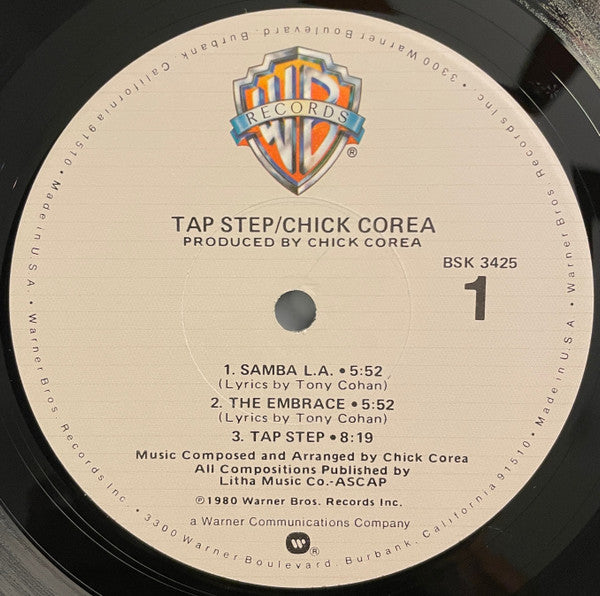 WB
RECORDS
®
TAP STEP/CHICK COREA
PRODUCED BY CHICK COREA
BSK 3425
1
1. SAMBA L.A. • 5:52
(Lyrics by Tony Cohan)
2. THE EMBRACE • 5:52
(Lyrics by Tony Cohan)
3. TAP STEP • 8:19
Music Composed and Arranged by Chick Corea
All Compositions Published by
Litha Music Co.-ASCAP
℗1980 Warner Bros. Records Inc.
a Warner Communications Company
®
Warner Bros. Records Inc. • 3300 Warner Boulevard, Burbank, California 91510 • Made in U.S.A. •
Warner Bros. Records Inc. • 3300 Warner Boulevard, Burbank, California 91510 • Made in U.S.A. •